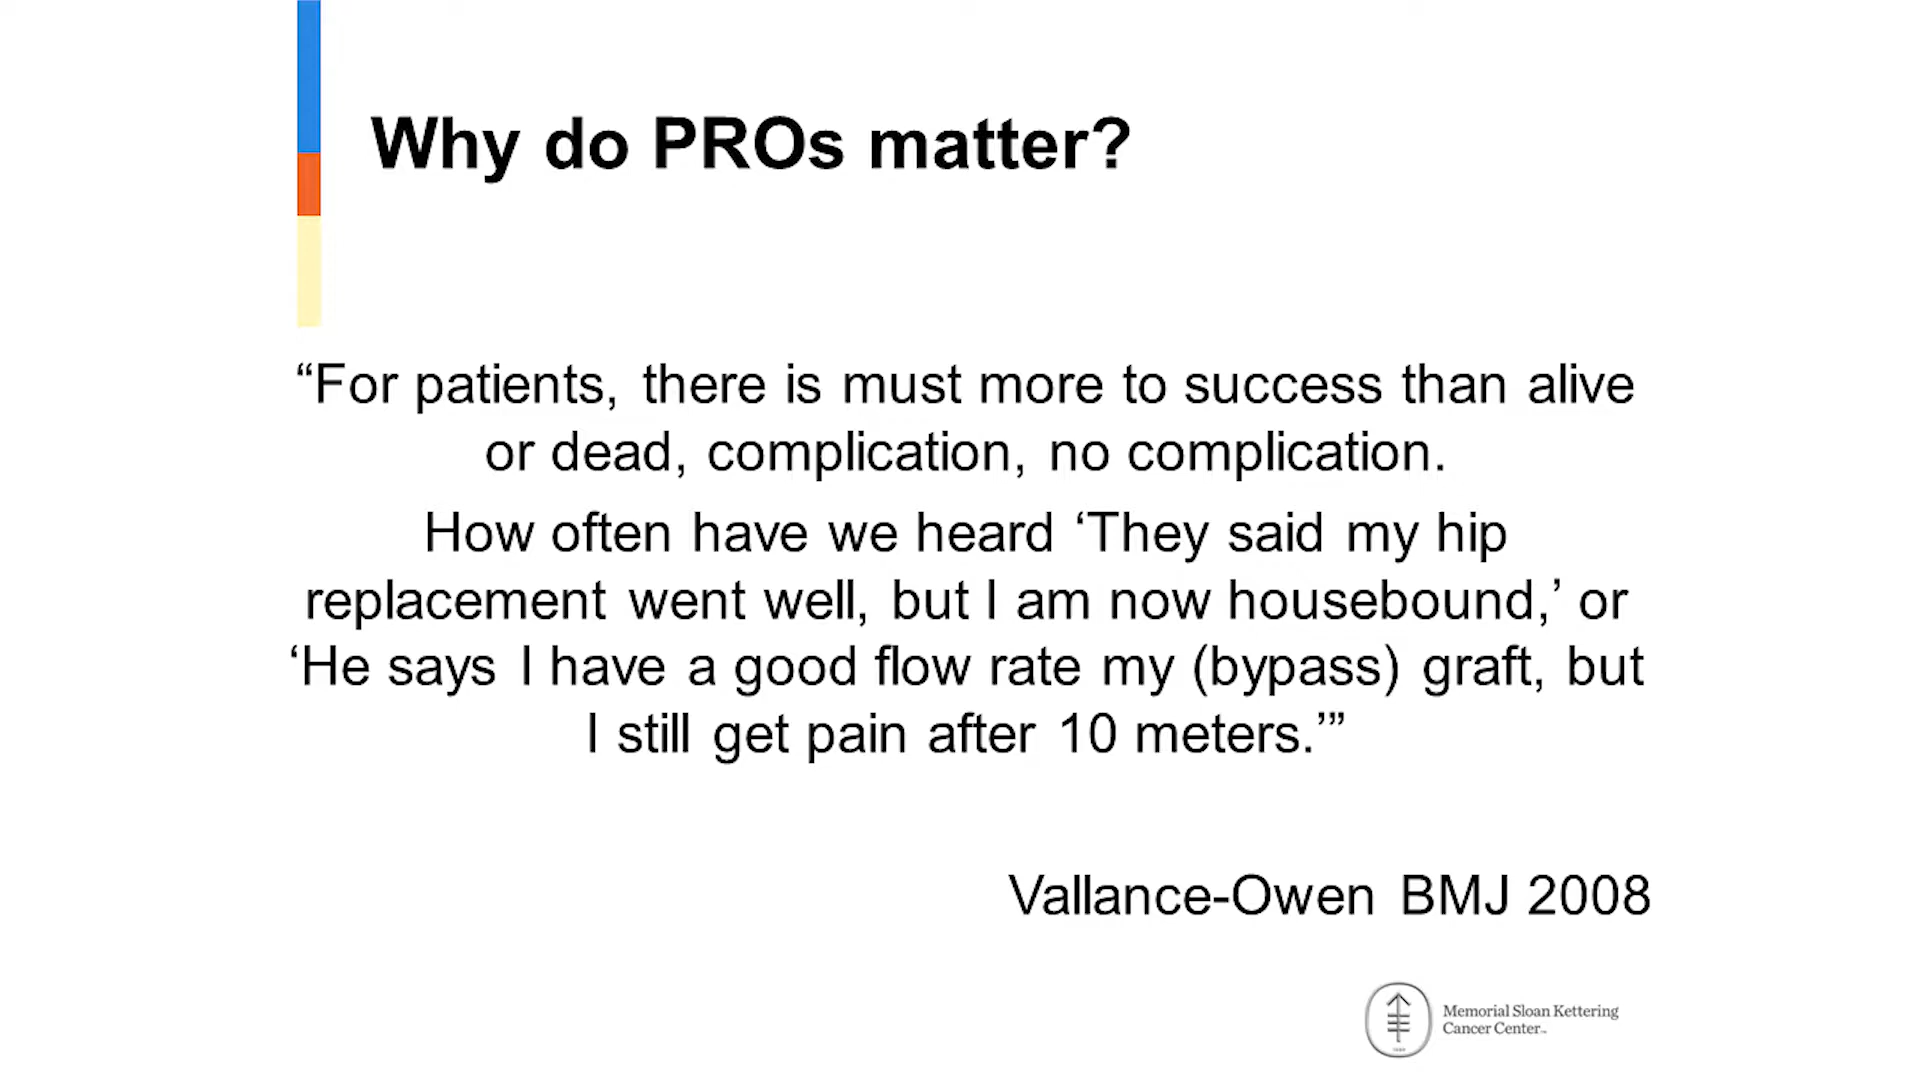 Why do PROs matter?
“For patients, there is must more to success than alive
or dead, complication, no complication.
How often have we heard ‘They said my hip
replacement went well, but I am now housebound,’ or
‘He says I have a good flow rate my (bypass) graft, but
I still get pain after 10 meters.’”
Vallance-Owen BMJ 2008
Memorial Sloan Kettering
Cancer Center